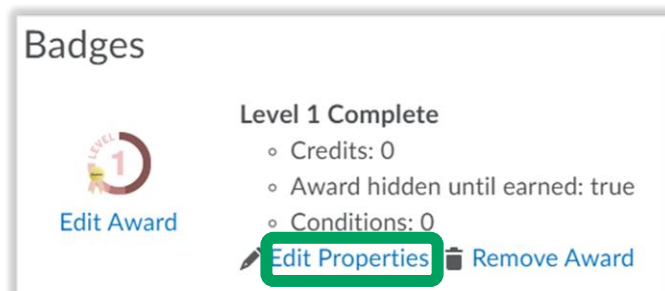 Badges
LEVEL
1
Level 1 Complete
Credits: 0
Award hidden until earned: true
Edit Award
Conditions: 0
Edit Properties Remove Award